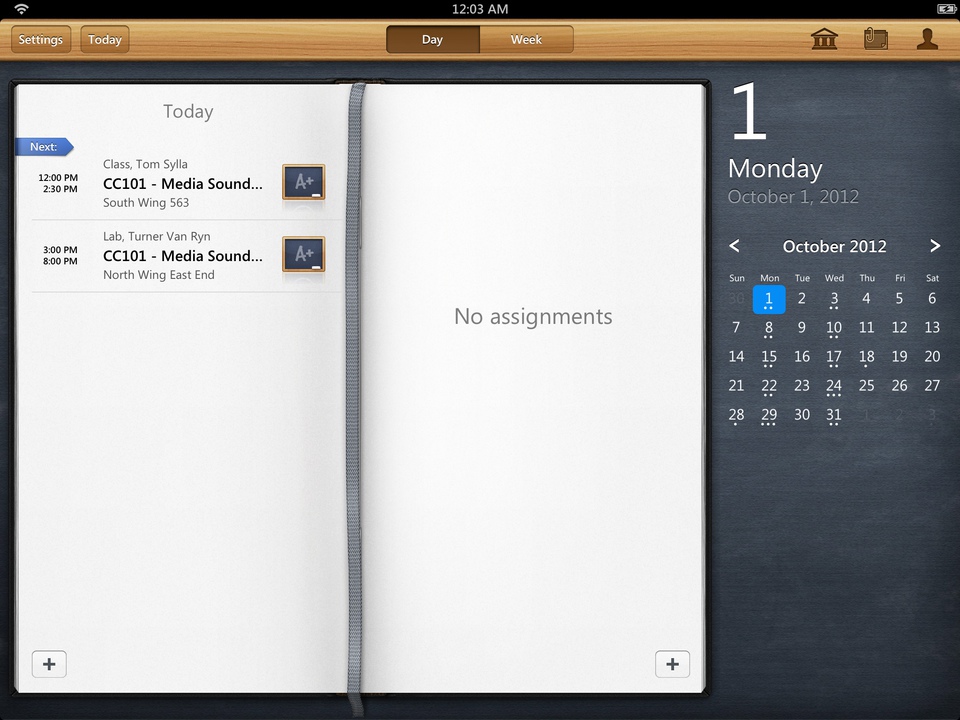 12:03 AM
Settings
Today
Day
Week
Today
Next:
12:00 PM
2:30 PM
Class, Tom Sylla
CC101 - Media Sound...
South Wing 563
A+
3:00 PM
8:00 PM
Lab, Turner Van Ryn
CC101 - Media Sound...
North Wing East End
A+
No assignments
+
+
1
Monday
October 1, 2012
< October 2012 >
Sun Mon Tue Wed Thu Fri Sat
30 1 2 3 4 5 6
7 8 9 10 11 12 13
14 15 16 17 18 19 20
21 22 23 24 25 26 27
28 29 30 31 1 2 3